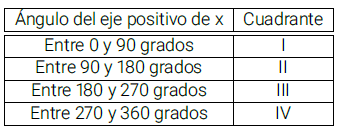 Ángulo del eje positivo de x Cuadrante
Entre 0 y 90 grados I
Entre 90 y 180 grados II
Entre 180 y 270 grados III
Entre 270 y 360 grados IV